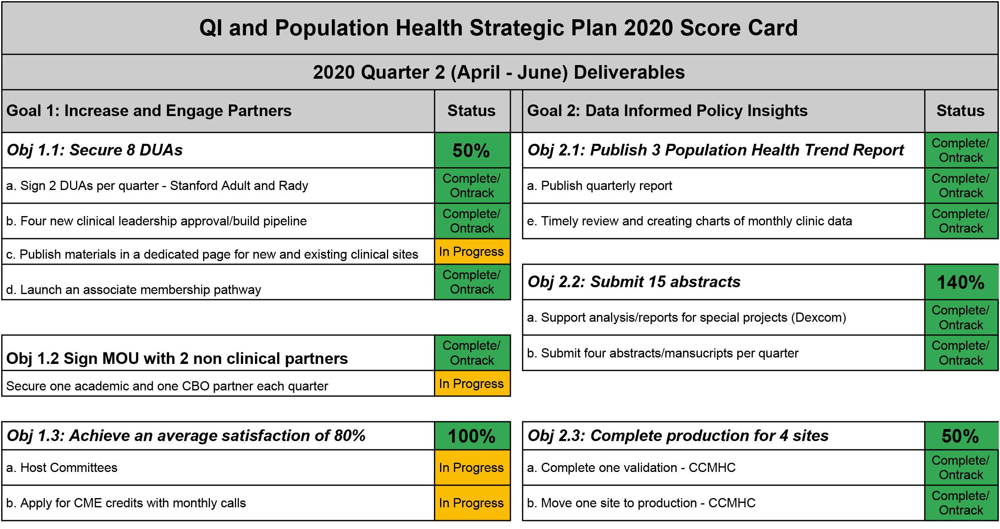 QI and Population Health Strategic Plan 2020 Score Card
2020 Quarter 2 (April - June) Deliverables
Goal 1: Increase and Engage Partners
Status
Obj 1.1: Secure 8 DUAs
50%
a. Sign 2 DUAs per quarter - Stanford Adult and Rady
Complete/
Ontrack
b. Four new clinical leadership approval/build pipeline
Complete/
Ontrack
c. Publish materials in a dedicated page for new and existing clinical sites
In Progress
d. Launch an associate membership pathway
Complete/
Ontrack
Obj 1.2 Sign MOU with 2 non clinical partners
Complete/
Ontrack
Secure one academic and one CBO partner each quarter
In Progress
Obj 1.3: Achieve an average satisfaction of 80%
100%
a. Host Committees
In Progress
b. Apply for CME credits with monthly calls
In Progress
Goal 2: Data Informed Policy Insights
Status
Obj 2.1: Publish 3 Population Health Trend Report
Complete/
Ontrack
a. Publish quarterly report
Complete/
Ontrack
e. Timely review and creating charts of monthly clinic data
Complete/
Ontrack
Obj 2.2: Submit 15 abstracts
140%
a. Support analysis/reports for special projects (Dexcom)
Complete/
Ontrack
b. Submit four abstracts/mansucripts per quarter
Complete/
Ontrack
Obj 2.3: Complete production for 4 sites
50%
a. Complete one validation - CCMHC
Complete/
Ontrack
b. Move one site to production - CCMHC
Complete/
Ontrack